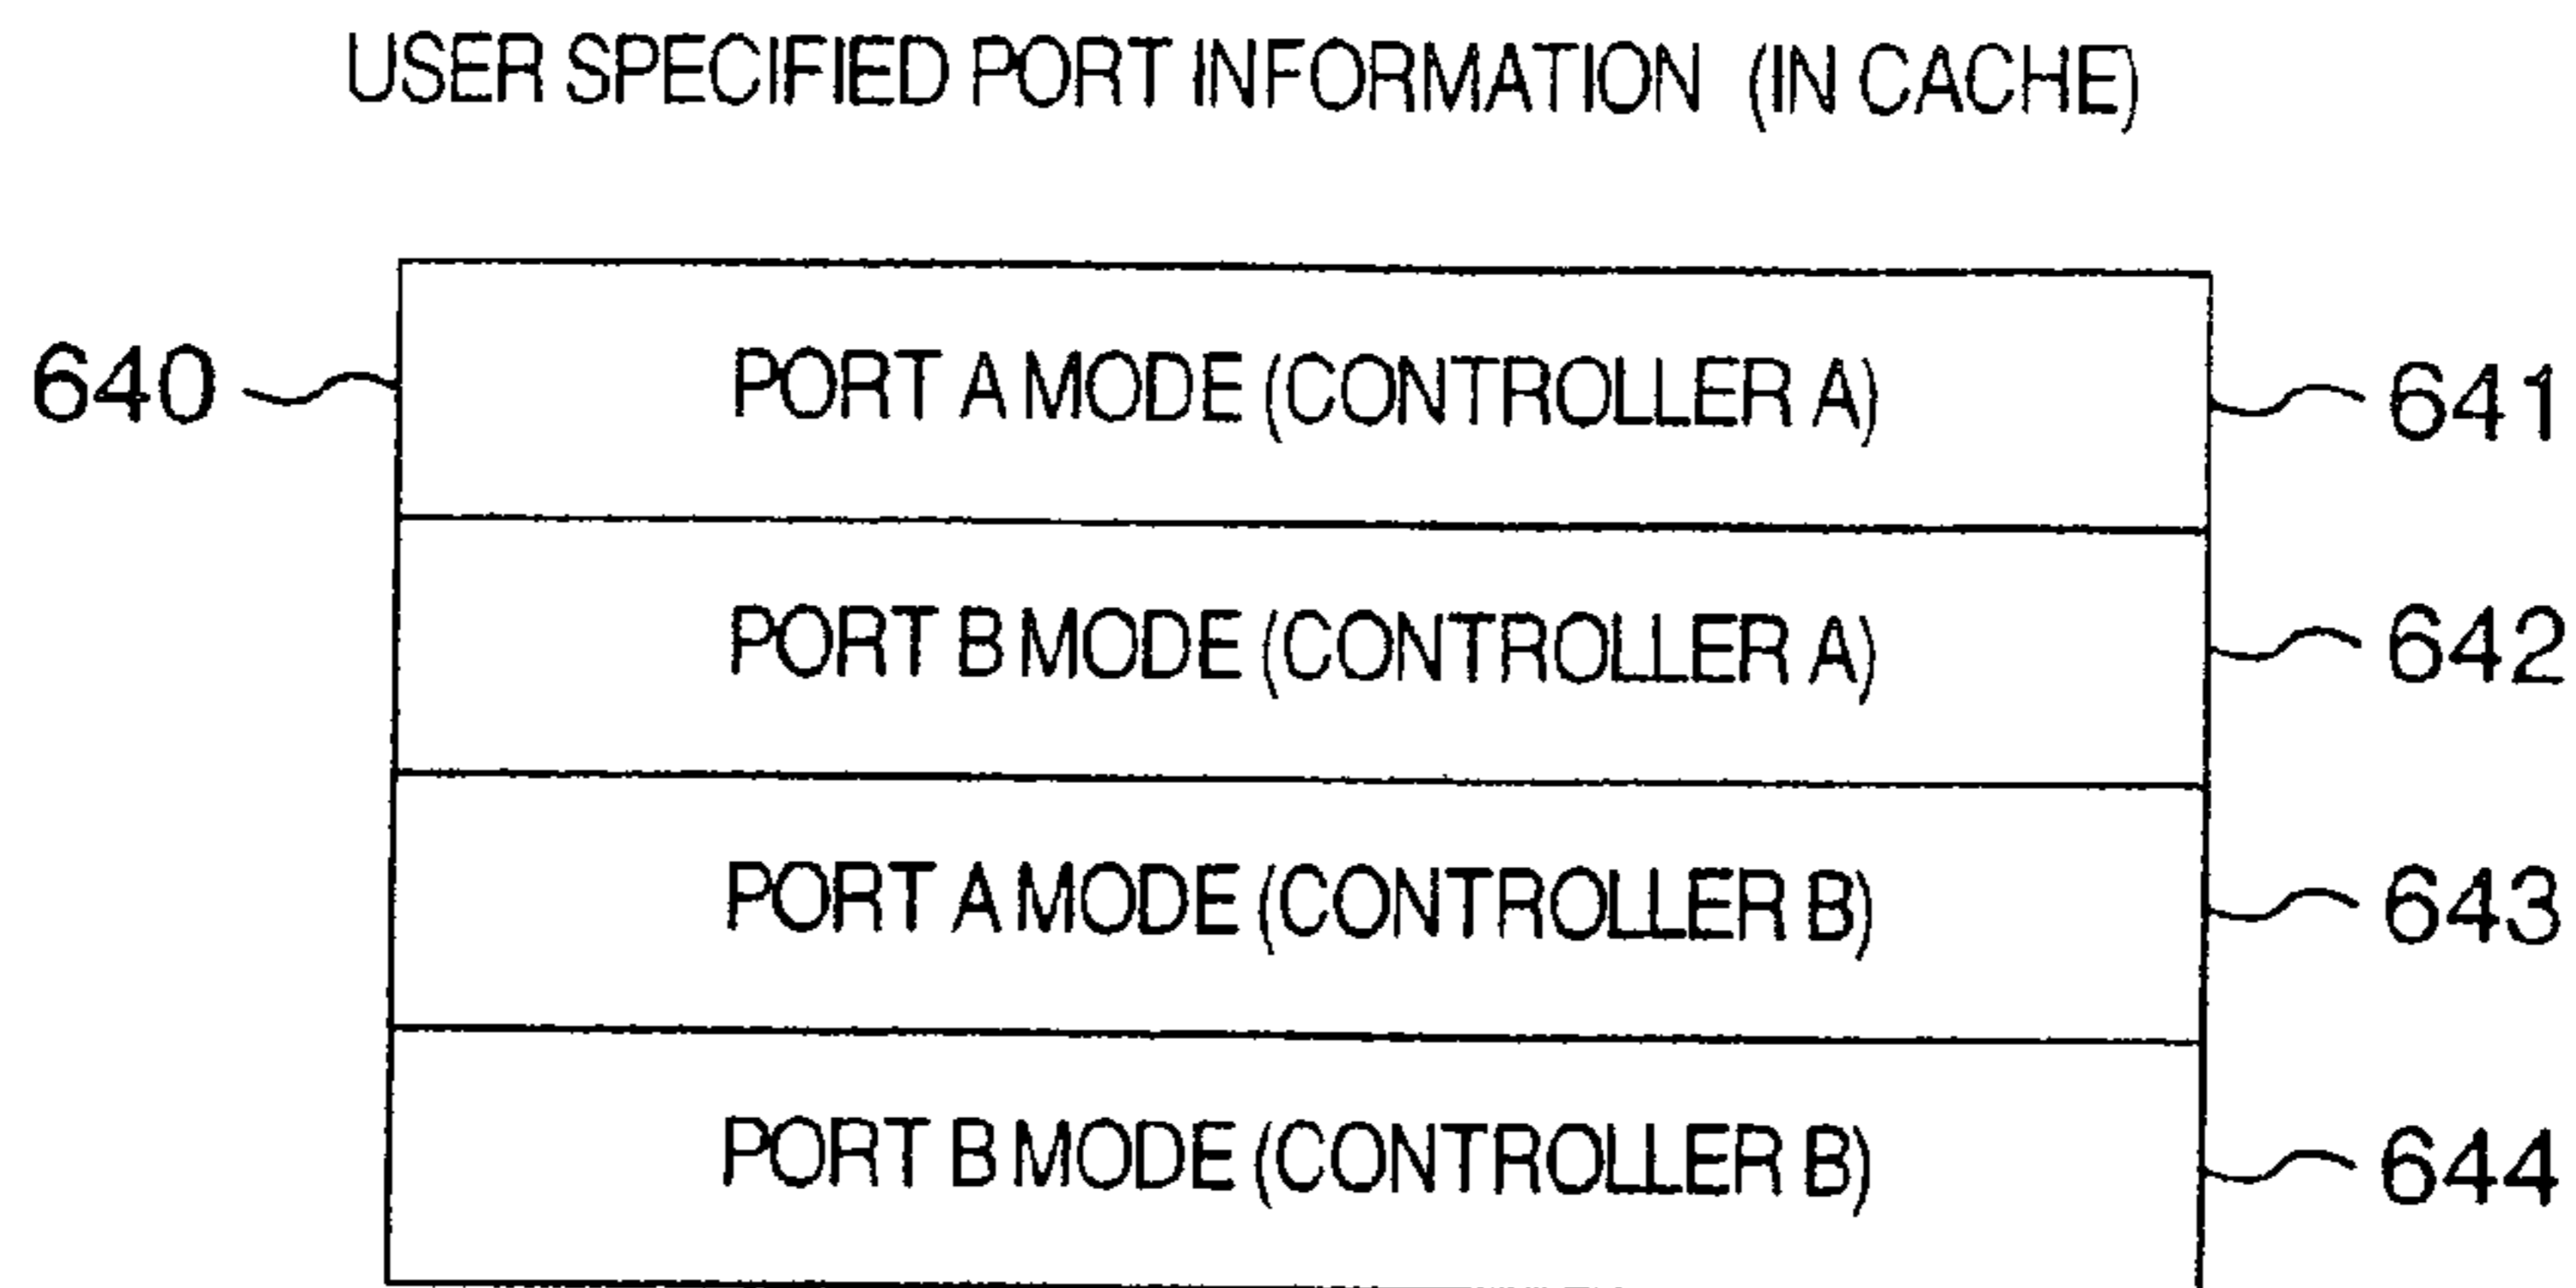 USER SPECIFIED PORT INFORMATION (IN CACHE)
640 PORT A MODE (CONTROLLER A) 641
PORT B MODE (CONTROLLER A) 642
PORT A MODE (CONTROLLER B) 643
PORT B MODE (CONTROLLER B) 644